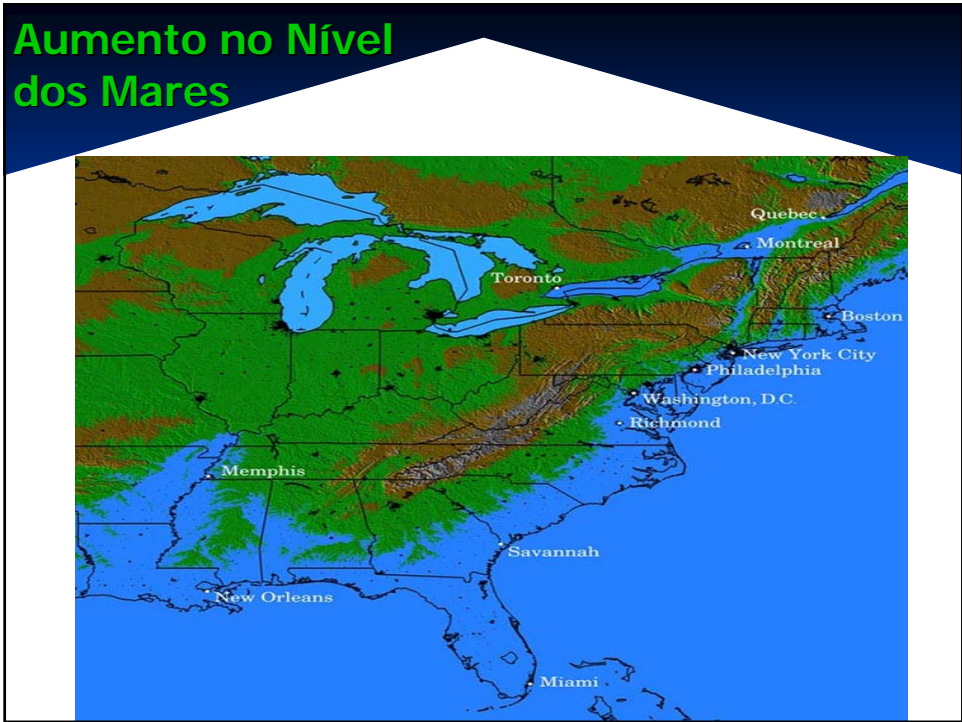 Aumento no Nível
dos Mares
Quebec
Montreal
Toronto
Boston
New York City
Philadelphia
Washington, D.C.
Richmond
Memphis
Savannah
New Orleans
Miami